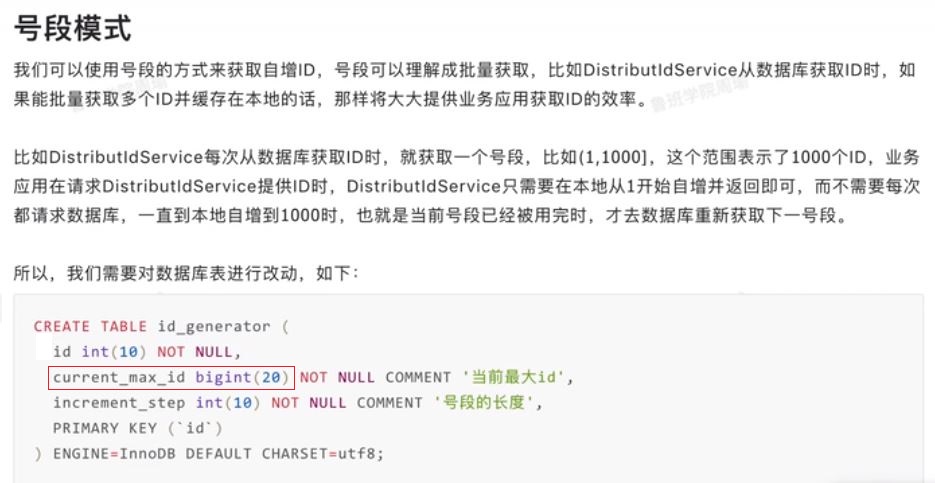 号段模式
我们可以使用号段的方式来获取自增ID，号段可以理解成批量获取，比如DistributIdService从数据库获取ID时，如
果能批量获取多个ID并缓存在本地的话，那样将大大提供业务应用获取ID的效率。
比如DistributIdService每次从数据库获取ID时，就获取一个号段，比如(1,1000]，这个范围表示了1000个ID，业务
应用在请求DistributIdService提供ID时，DistributIdService只需要在本地从1开始自增并返回即可，而不需要每次
都请求数据库，一直到本地自增到1000时，也就是当前号段已经被用完时，才去数据库重新获取下一号段。
所以，我们需要对数据库表进行改动，如下：
CREATE TABLE id_generator (
id int(10) NOT NULL,
current_max_id bigint(20) NOT NULL COMMENT '当前最大id',
increment_step int(10) NOT NULL COMMENT '号段的长度',
PRIMARY KEY (`id`)
) ENGINE=InnoDB DEFAULT CHARSET=utf8;